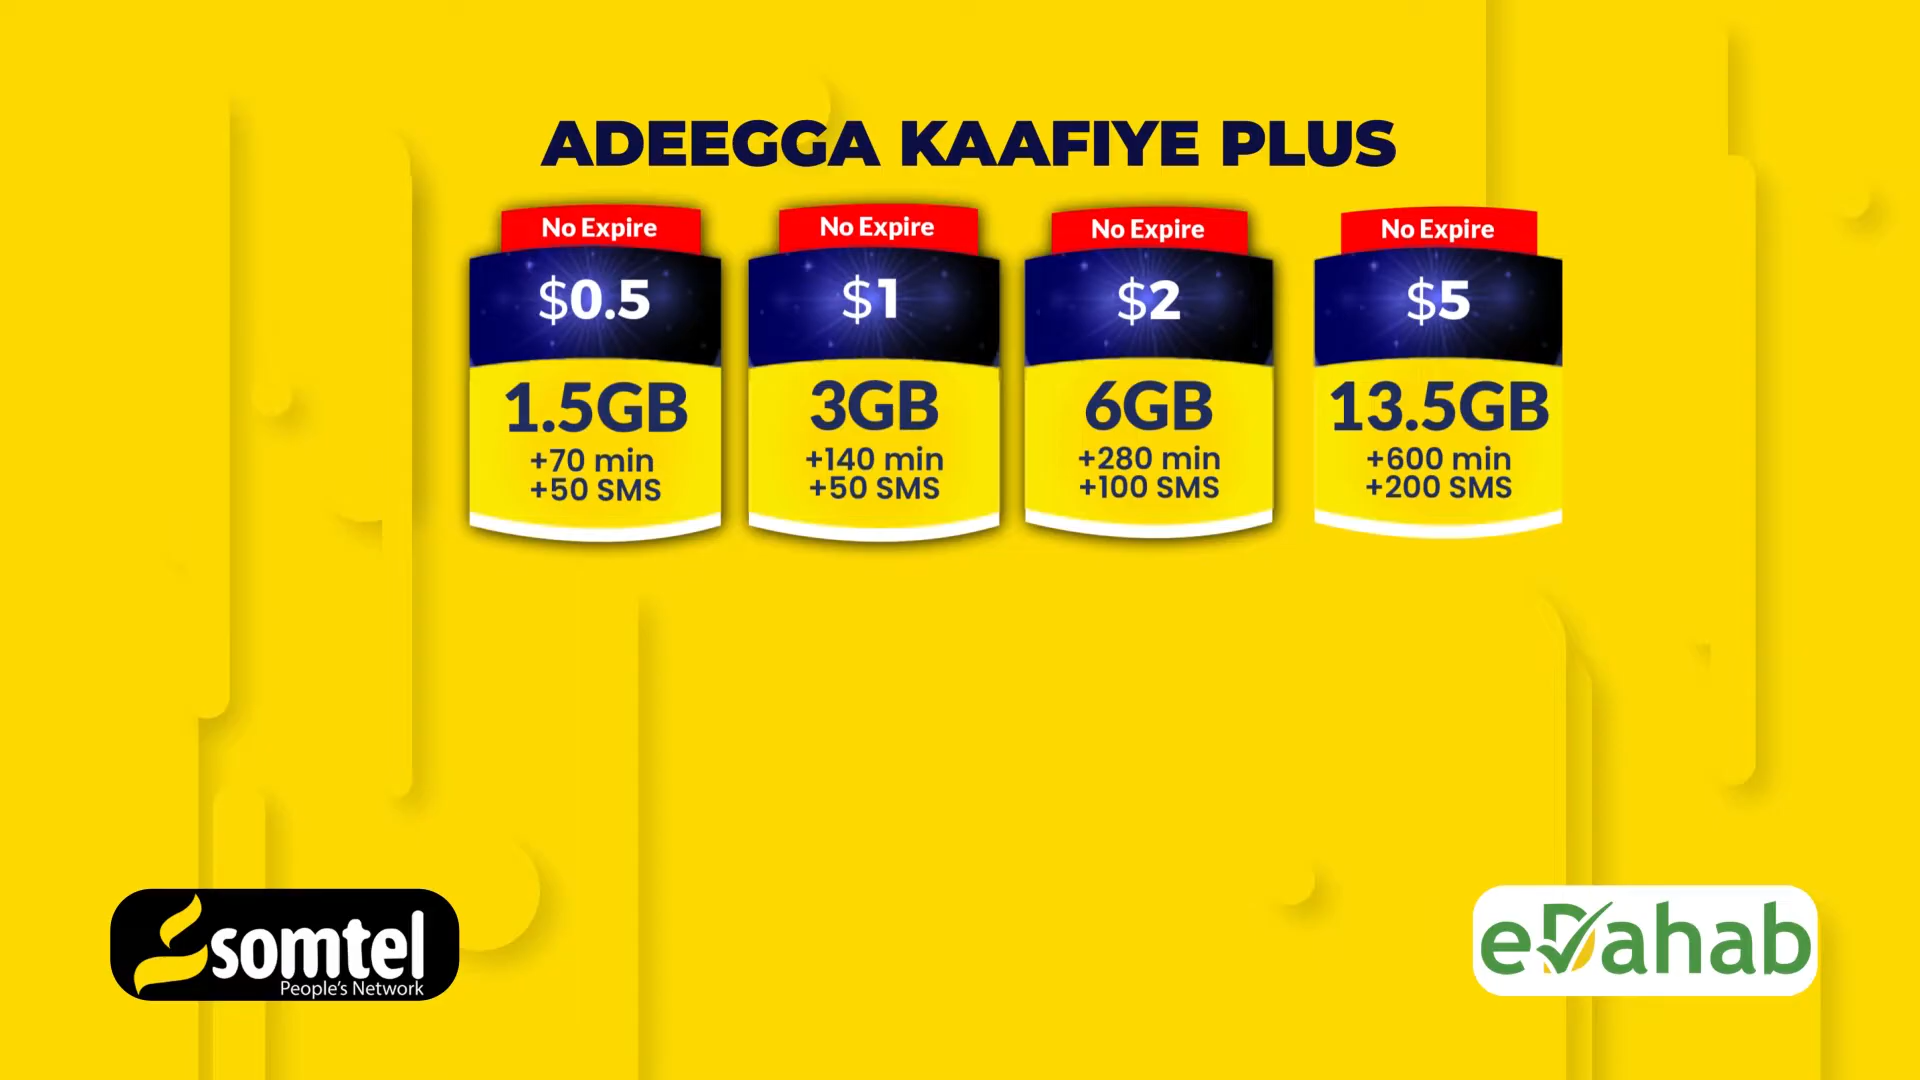 ADEEGGA KAAFIYE PLUS
No Expire
$0.5
1.5GB
+70 min
+50 SMS
No Expire
$1
3GB
+140 min
+50 SMS
No Expire
$2
6GB
+280 min
+100 SMS
No Expire
$5
13.5GB
+600 min
+200 SMS
somtel
People's Network
eDahab